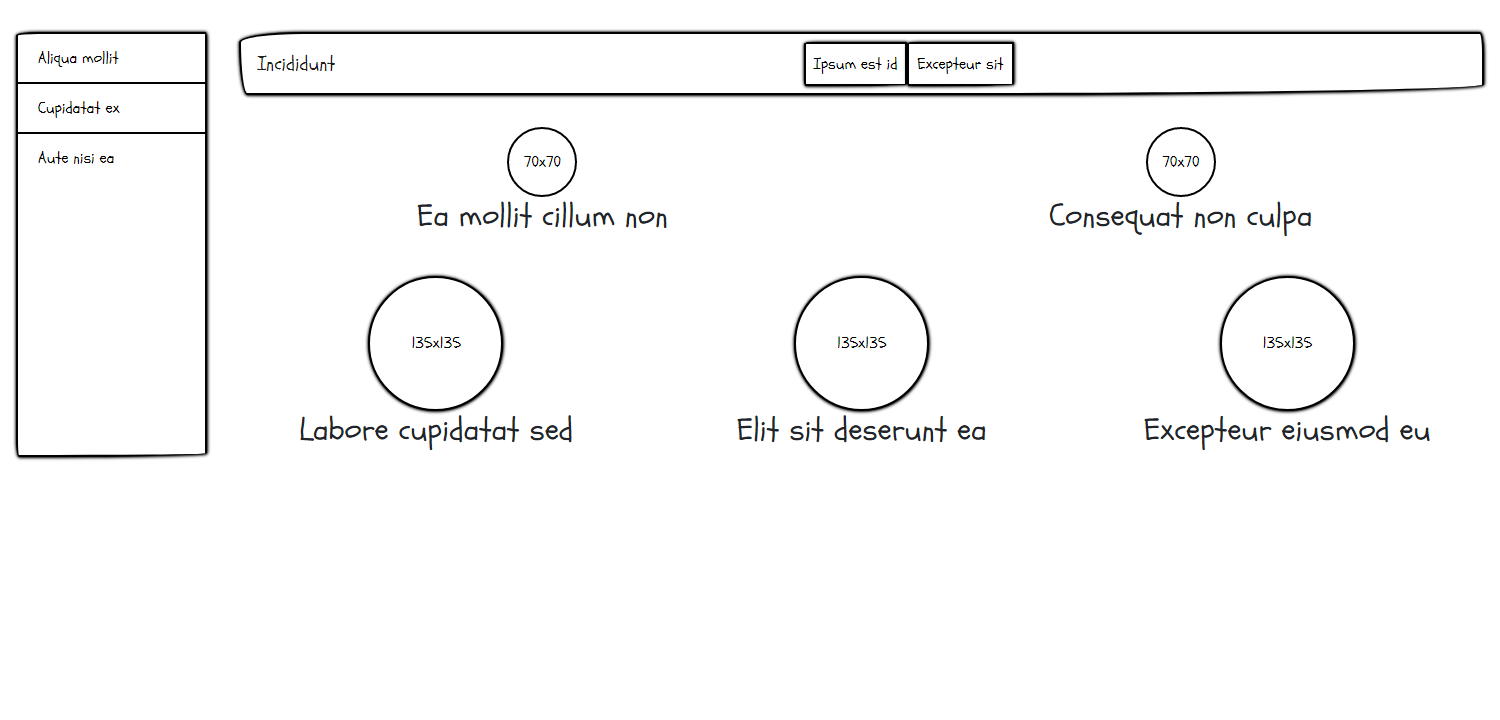 Aliqua mollit
Cupidatat ex
Aute nisi ea
Incididunt
Ipsum est id
Excepteur sit
70x70
Ea mollit cillum non
70x70
Consequat non culpa
135x135
Labore cupidatat sed
135x135
Elit sit deserunt ea
135x135
Excepteur eiusmod eu